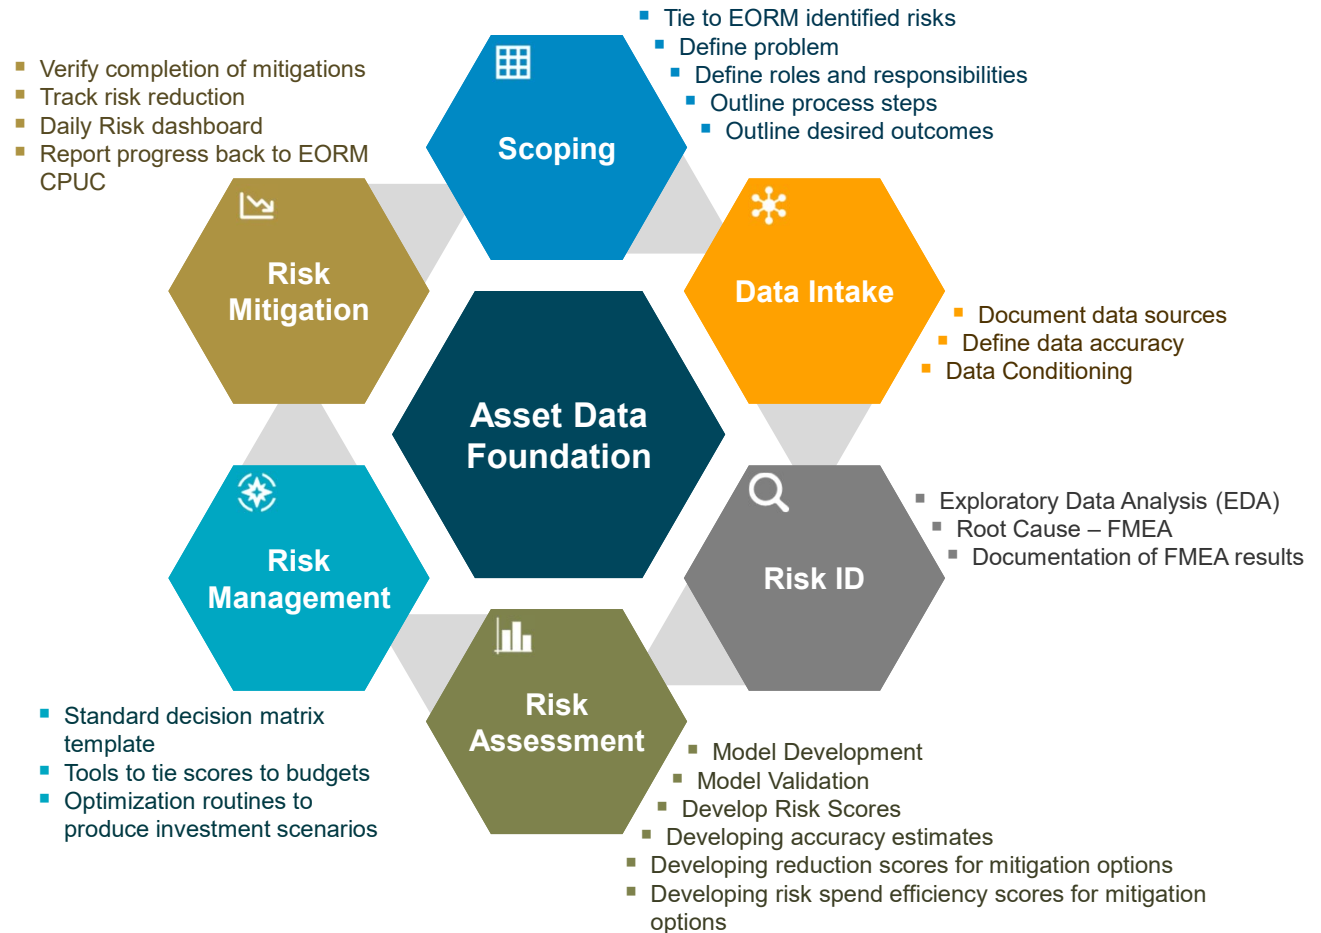 Tie to EORM identified risks
Define problem
Define roles and responsibilities
Outline process steps
Outline desired outcomes
Verify completion of mitigations
Track risk reduction
Daily Risk dashboard
Report progress back to EORM
CPUC
Scoping
Risk
Mitigation
Data Intake
Document data sources
Define data accuracy
Data Conditioning
Asset Data
Foundation
Exploratory Data Analysis (EDA)
Root Cause – FMEA
Documentation of FMEA results
Risk
Management
Risk ID
Standard decision matrix
template
Tools to tie scores to budgets
Optimization routines to
produce investment scenarios
Risk
Assessment
Model Development
Model Validation
Develop Risk Scores
Developing accuracy estimates
Developing reduction scores for mitigation options
Developing risk spend efficiency scores for mitigation
options